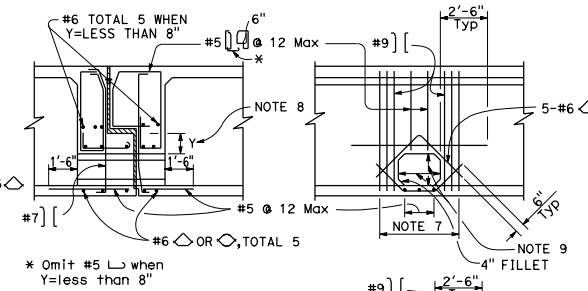 #6 TOTAL 5 WHEN
Y=LESS THAN 8"
#5 @ 12 Max
6"
*
#9
2'-6"
Typ
NOTE 8
Y
5-#6
1'-6"
1'-6"
#7
#5 @ 12 Max
#6 OR , TOTAL 5
6"
Typ
NOTE 7
NOTE 9
4" FILLET
* Omit #5 when
Y=less than 8"
#9
2'-6"